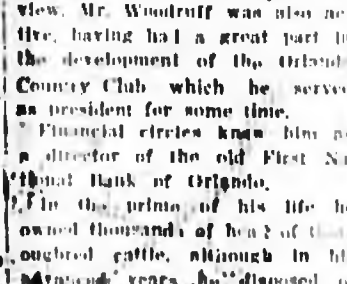 view, Mr. Woodruff was also ac
tive, having had a great part in
the development of the Orland
Country Club which he served
as president for some time.
Financial circles knew him as
a director of the old First Na
tional Bank of Orlando.
In the prime of his life he
owned thousands of head of
oughbred cattle, although in hi
years he disposed o